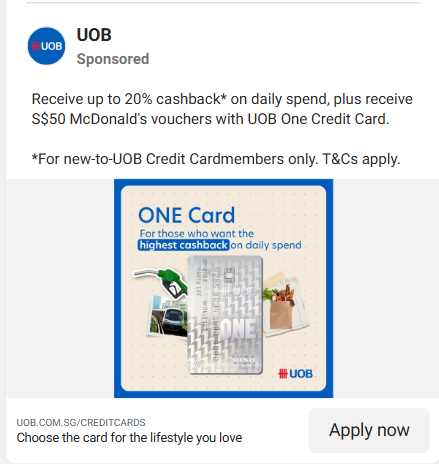 UOB
Sponsored
UOB
Receive up to 20% cashback* on daily spend, plus receive
S$50 McDonald's vouchers with UOB One Credit Card.
*For new-to-UOB Credit Cardmembers only. T&Cs apply.
ONE Card
For those who want the
highest cashback on daily spend
ONE
UOB
UOB.COM.SG/CREDITCARDS
Choose the card for the lifestyle you love
Apply now